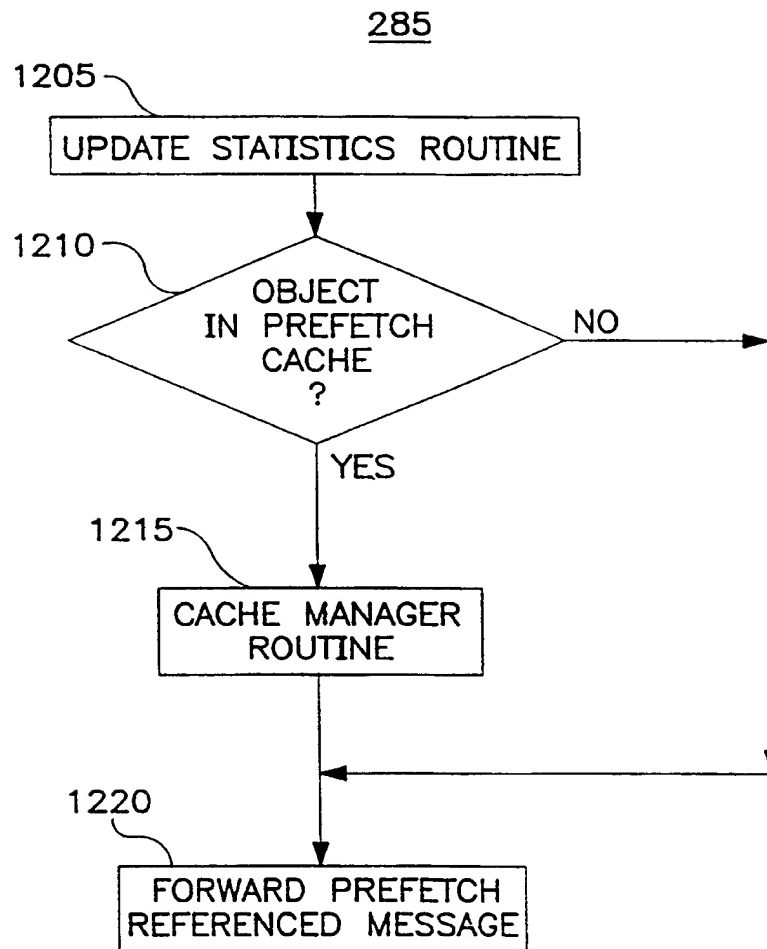 285
1205
UPDATE STATISTICS ROUTINE
1210
OBJECT
IN PREFETCH
CACHE
?
NO
YES
1215
CACHE MANAGER
ROUTINE
1220
FORWARD PREFETCH
REFERENCED MESSAGE